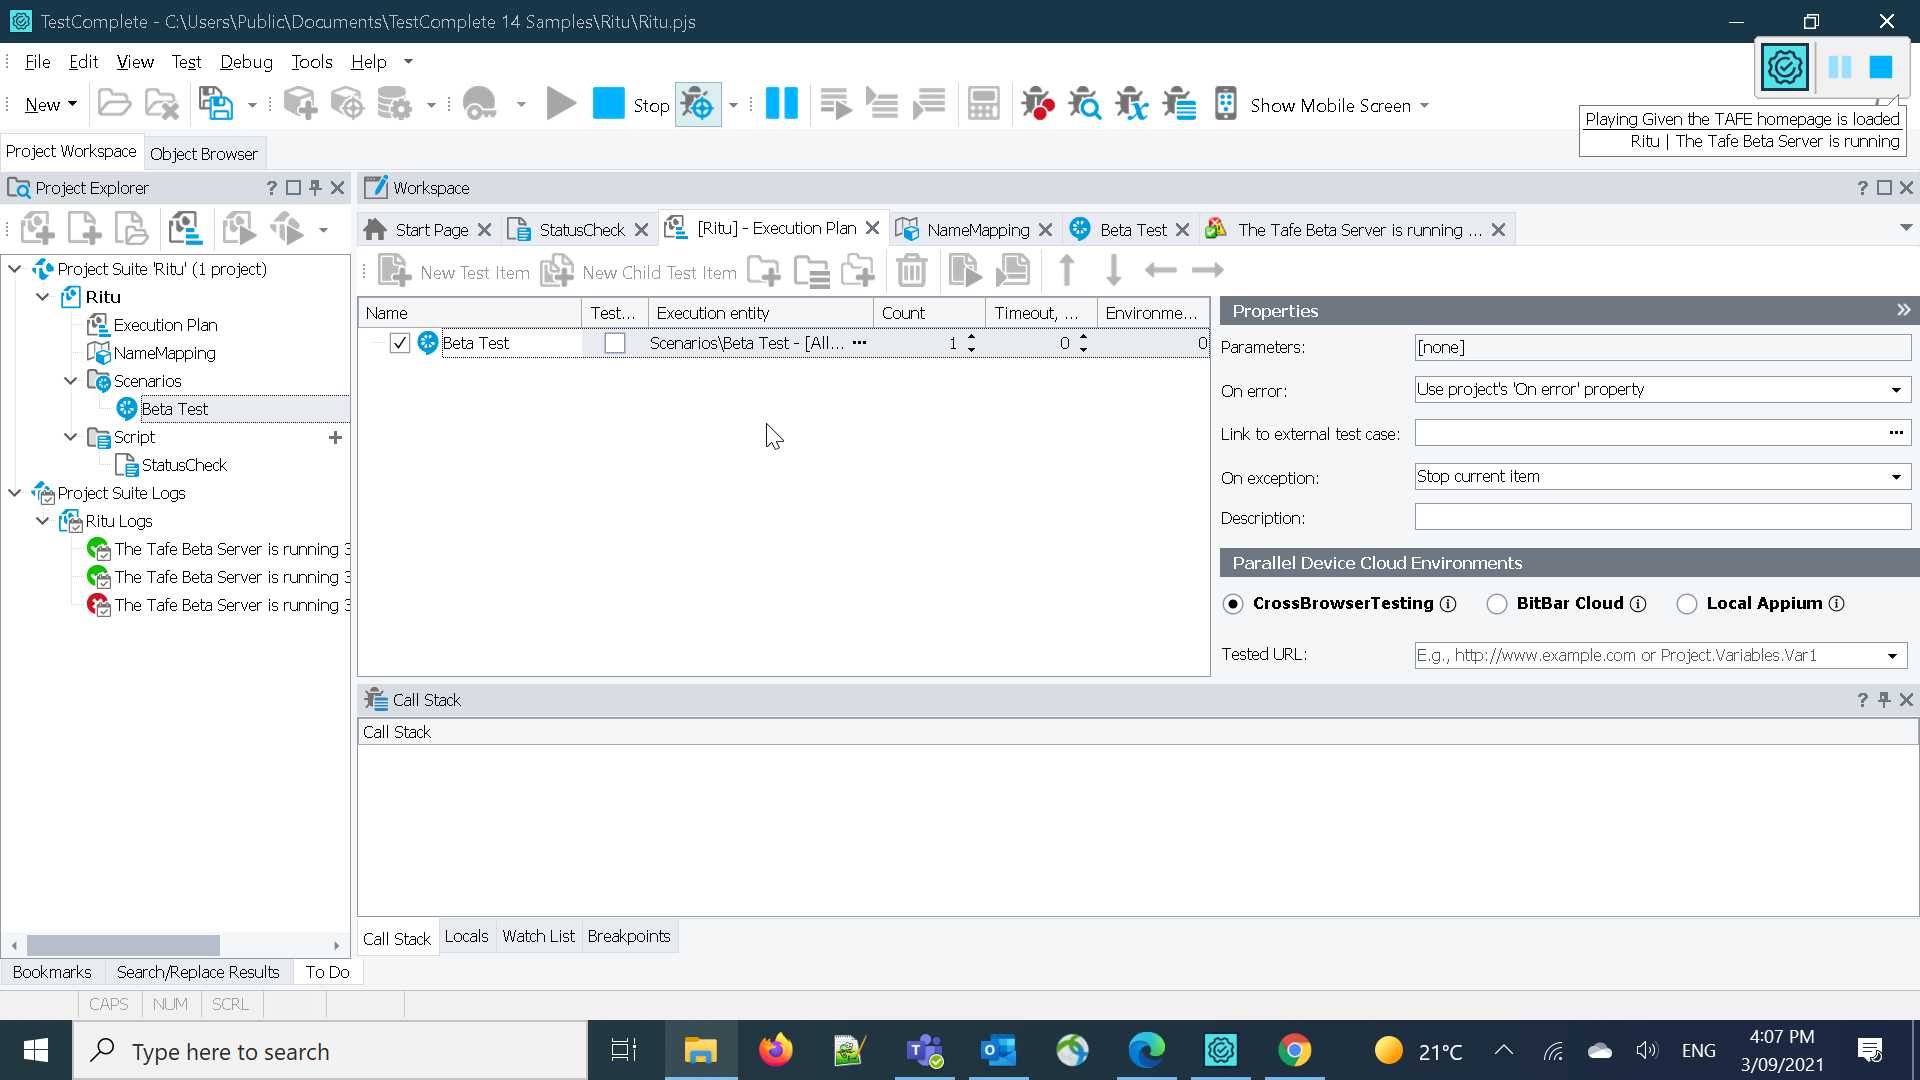 TestComplete - C:\Users\Public\Documents\TestComplete 14 Samples\Ritu\Ritu.pjs
File Edit View Test Debug Tools Help
New Stop Show Mobile Screen
Playing Given the TAFE homepage is loaded
Ritu | The Tafe Beta Server is running
Project Workspace Object Browser
Project Explorer ?
Workspace ?
Start Page StatusCheck [Ritu] - Execution Plan NameMapping Beta Test The Tafe Beta Server is running ...
New Test Item New Child Test Item
Project Suite 'Ritu' (1 project)
Ritu
Execution Plan
NameMapping
Scenarios
Beta Test
Script
StatusCheck
Project Suite Logs
Ritu Logs
The Tafe Beta Server is running 3
The Tafe Beta Server is running 3
The Tafe Beta Server is running 3
Name Test... Execution entity Count Timeout, ... Environme...
Beta Test Scenarios\Beta Test - [All... ... 1 0 0
Properties
Parameters: [none]
On error: Use project's 'On error' property
Link to external test case: ...
On exception: Stop current item
Description:
Parallel Device Cloud Environments
CrossBrowserTesting BitBar Cloud Local Appium
Tested URL: E.g., http://www.example.com or Project.Variables.Var1
Call Stack ?
Call Stack
Call Stack Locals Watch List Breakpoints
Bookmarks Search/Replace Results To Do
CAPS NUM SCRL
Type here to search
21°C
ENG
4:07 PM
3/09/2021